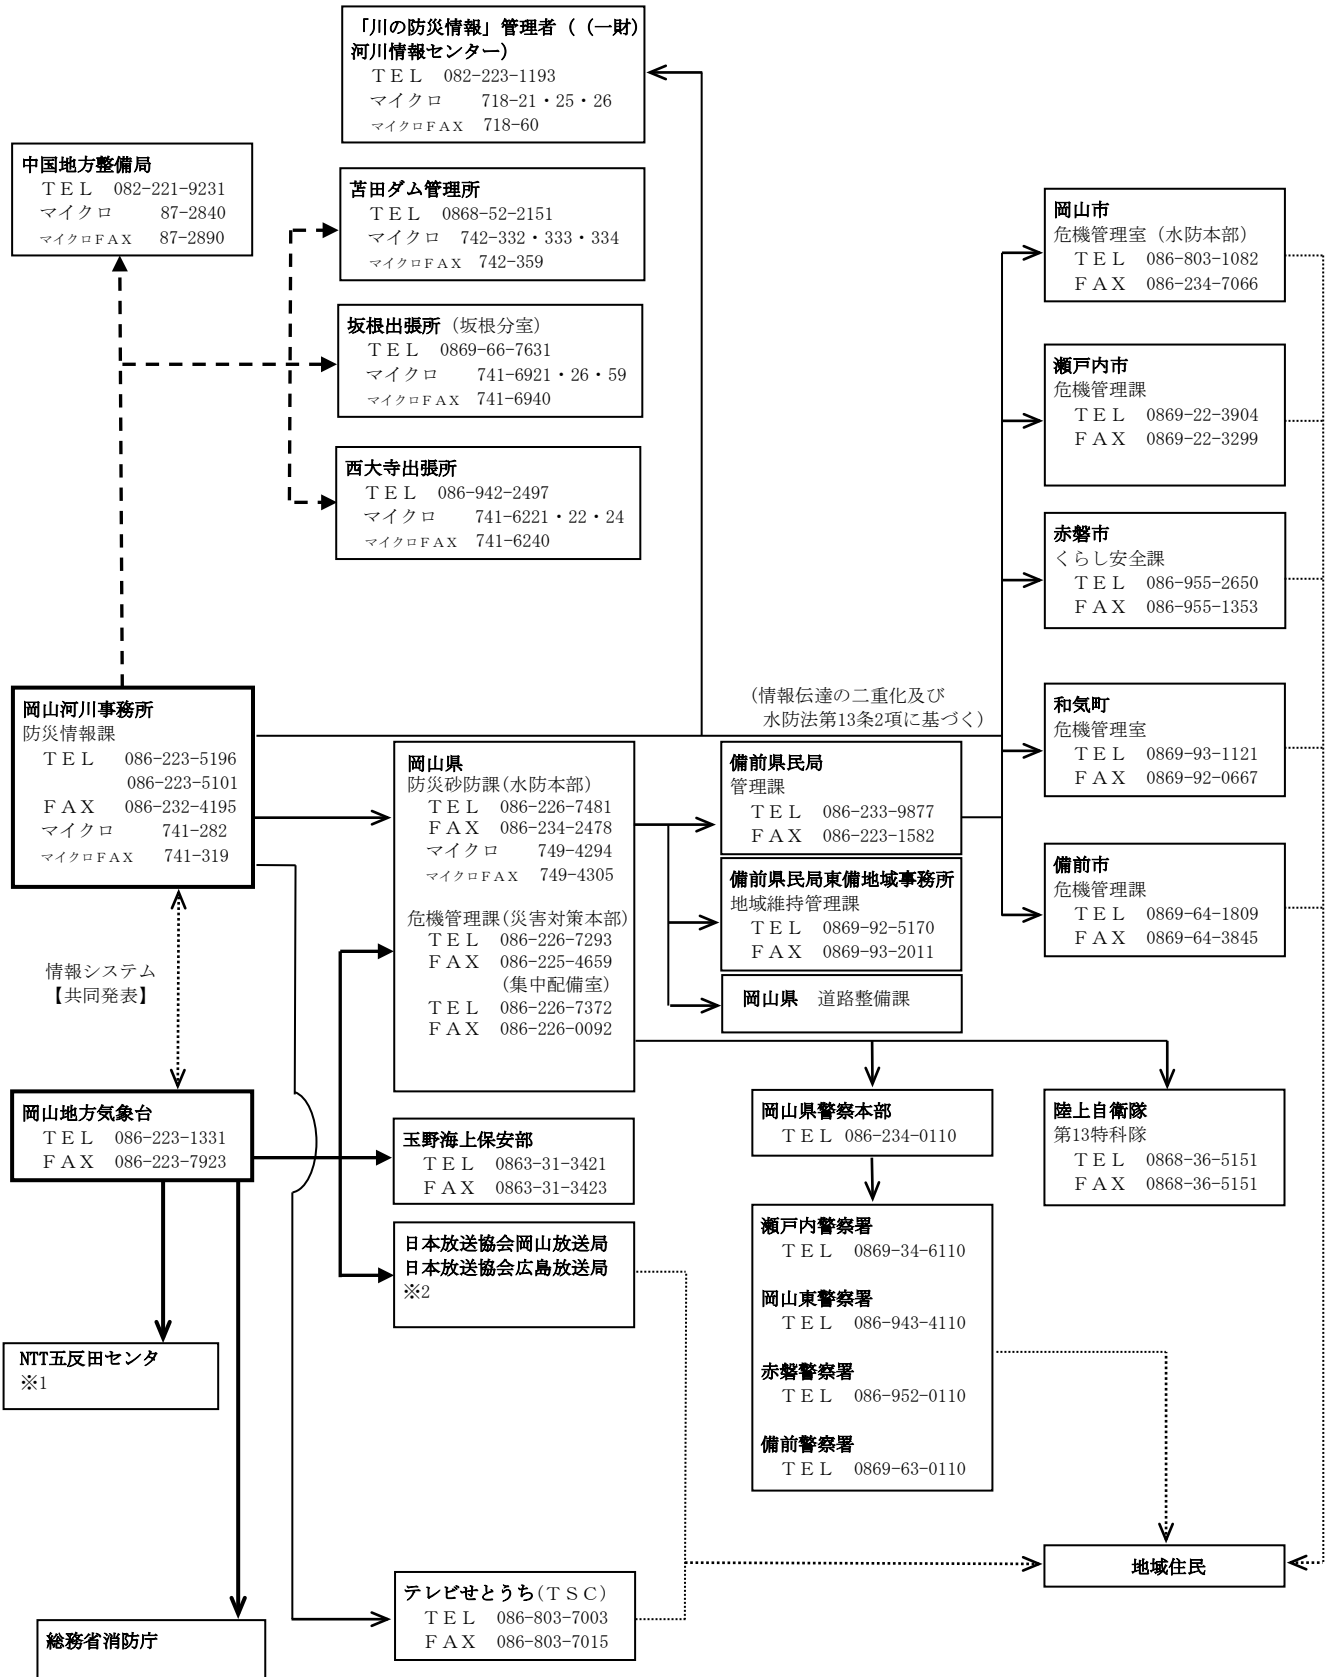 「川の防災情報」管理者（（一財）
河川情報センター）
ＴＥＬ　082-223-1193
マイクロ　718-21・25・26
マイクロＦＡＸ　718-60
中国地方整備局
ＴＥＬ　082-221-9231
マイクロ　87-2840
マイクロＦＡＸ　87-2890
苫田ダム管理所
ＴＥＬ　0868-52-2151
マイクロ　742-332・333・334
マイクロＦＡＸ　742-359
坂根出張所（坂根分室）
ＴＥＬ　0869-66-7631
マイクロ　741-6921・26・59
マイクロＦＡＸ　741-6940
西大寺出張所
ＴＥＬ　086-942-2497
マイクロ　741-6221・22・24
マイクロＦＡＸ　741-6240
岡山市
危機管理室（水防本部）
ＴＥＬ　086-803-1082
ＦＡＸ　086-234-7066
瀬戸内市
危機管理課
ＴＥＬ　0869-22-3904
ＦＡＸ　0869-22-3299
赤磐市
くらし安全課
ＴＥＬ　086-955-2650
ＦＡＸ　086-955-1353
和気町
危機管理室
ＴＥＬ　0869-93-1121
ＦＡＸ　0869-92-0667
備前市
危機管理課
ＴＥＬ　0869-64-1809
ＦＡＸ　0869-64-3845
（情報伝達の二重化及び
水防法第13条2項に基づく）
岡山河川事務所
防災情報課
ＴＥＬ　086-223-5196
086-223-5101
ＦＡＸ　086-232-4195
マイクロ　741-282
マイクロＦＡＸ　741-319
岡山県
防災砂防課(水防本部)
ＴＥＬ　086-226-7481
ＦＡＸ　086-234-2478
マイクロ　749-4294
マイクロＦＡＸ　749-4305
危機管理課(災害対策本部)
ＴＥＬ　086-226-7293
ＦＡＸ　086-225-4659
(集中配備室)
ＴＥＬ　086-226-7372
ＦＡＸ　086-226-0092
備前県民局
管理課
ＴＥＬ　086-233-9877
ＦＡＸ　086-223-1582
備前県民局東備地域事務所
地域維持管理課
ＴＥＬ　0869-92-5170
ＦＡＸ　0869-93-2011
岡山県　道路整備課
情報システム
【共同発表】
岡山地方気象台
ＴＥＬ　086-223-1331
ＦＡＸ　086-223-7923
玉野海上保安部
ＴＥＬ　0863-31-3421
ＦＡＸ　0863-31-3423
日本放送協会岡山放送局
日本放送協会広島放送局
※2
岡山県警察本部
ＴＥＬ 086-234-0110
陸上自衛隊
第13特科隊
ＴＥＬ　0868-36-5151
ＦＡＸ　0868-36-5151
瀬戸内警察署
ＴＥＬ　0869-34-6110
岡山東警察署
ＴＥＬ　086-943-4110
赤磐警察署
ＴＥＬ　086-952-0110
備前警察署
ＴＥＬ　0869-63-0110
NTT五反田センタ
※1
地域住民
テレビせとうち(ＴＳＣ)
ＴＥＬ　086-803-7003
ＦＡＸ　086-803-7015
総務省消防庁